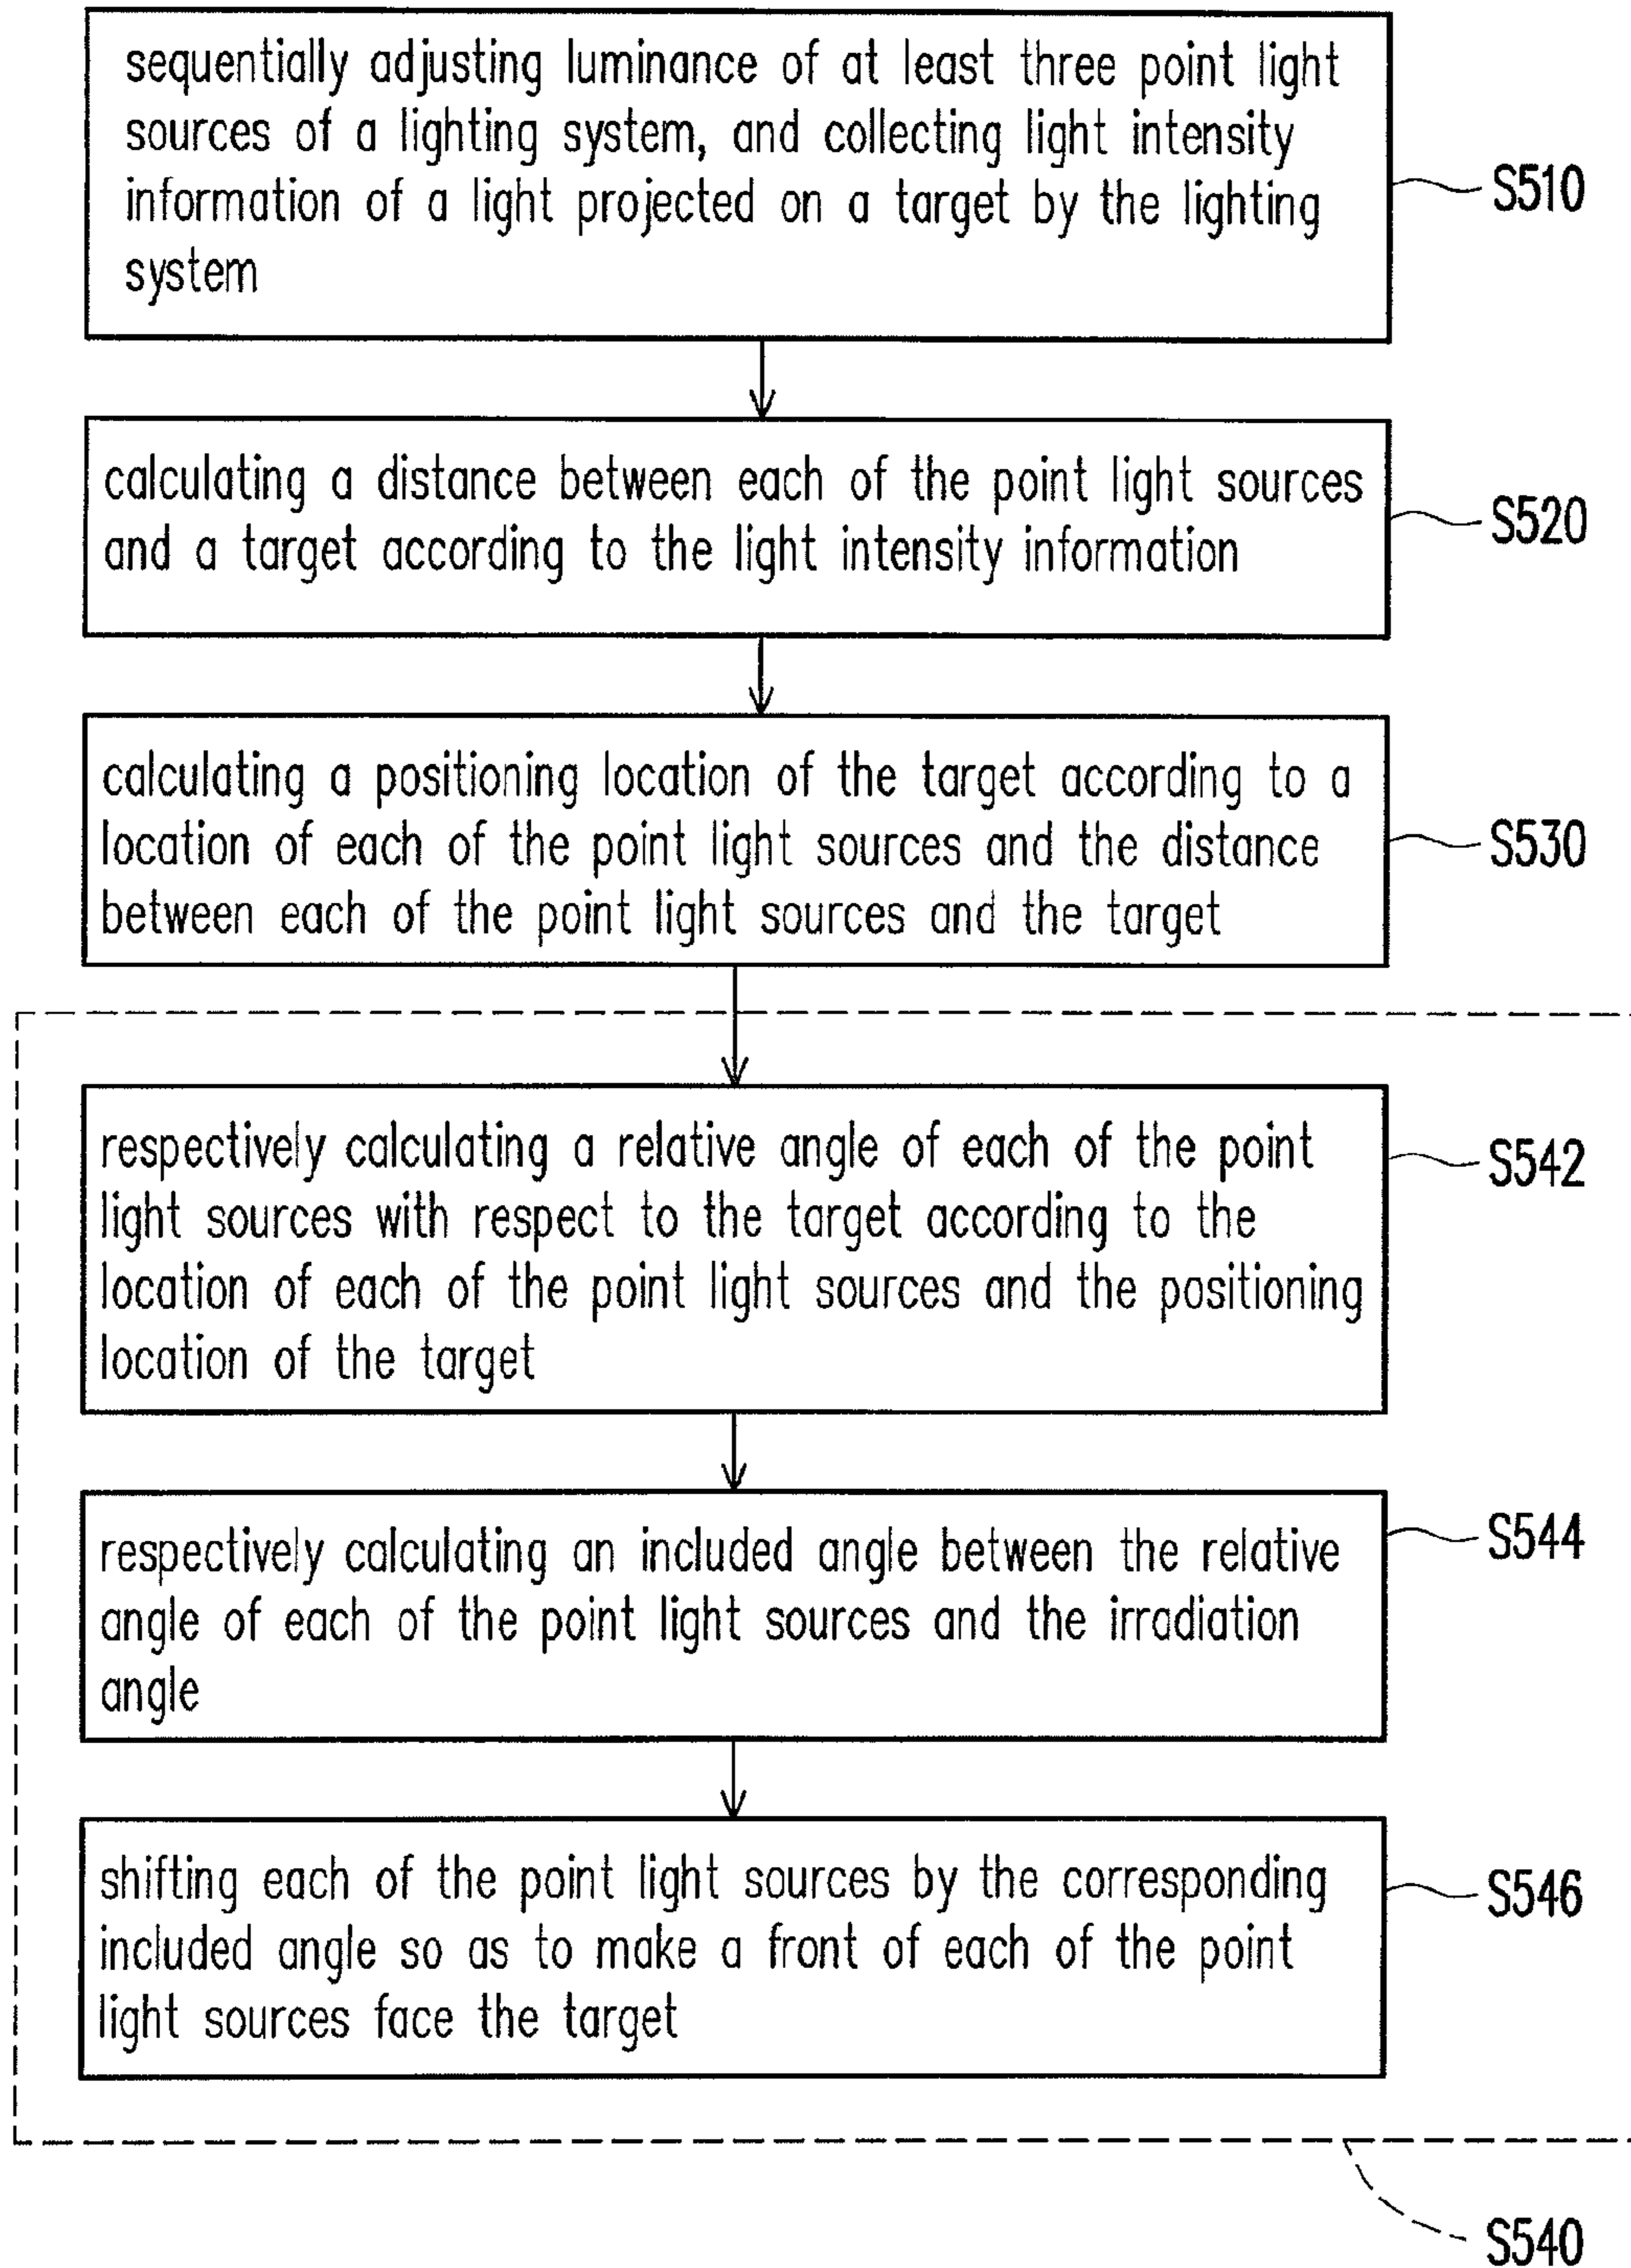 sequentially adjusting luminance of at least three point light
sources of a lighting system, and collecting light intensity
information of a light projected on a target by the lighting
system
S510
calculating a distance between each of the point light sources
and a target according to the light intensity information
S520
calculating a positioning location of the target according to a
location of each of the point light sources and the distance
between each of the point light sources and the target
S530
respectively calculating a relative angle of each of the point
light sources with respect to the target according to the
location of each of the point light sources and the positioning
location of the target
S542
respectively calculating an included angle between the relative
angle of each of the point light sources and the irradiation
angle
S544
shifting each of the point light sources by the corresponding
included angle so as to make a front of each of the point
light sources face the target
S546
S540